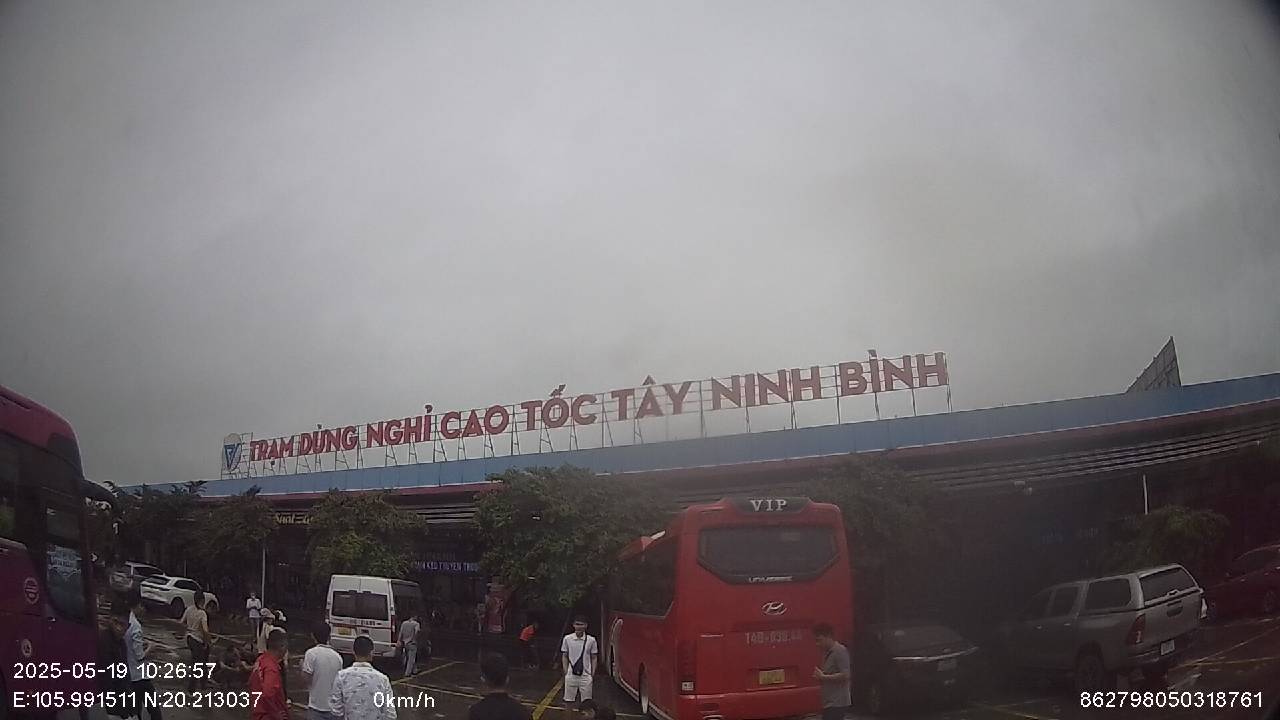 TRẠM DỪNG NGHỈ CAO TỐC TÂY NINH BÌNH
VIP
UNIVERSE
2025-05-19 10:26:57
E:105.991511 N:20.213037
0km/h
862798050318761